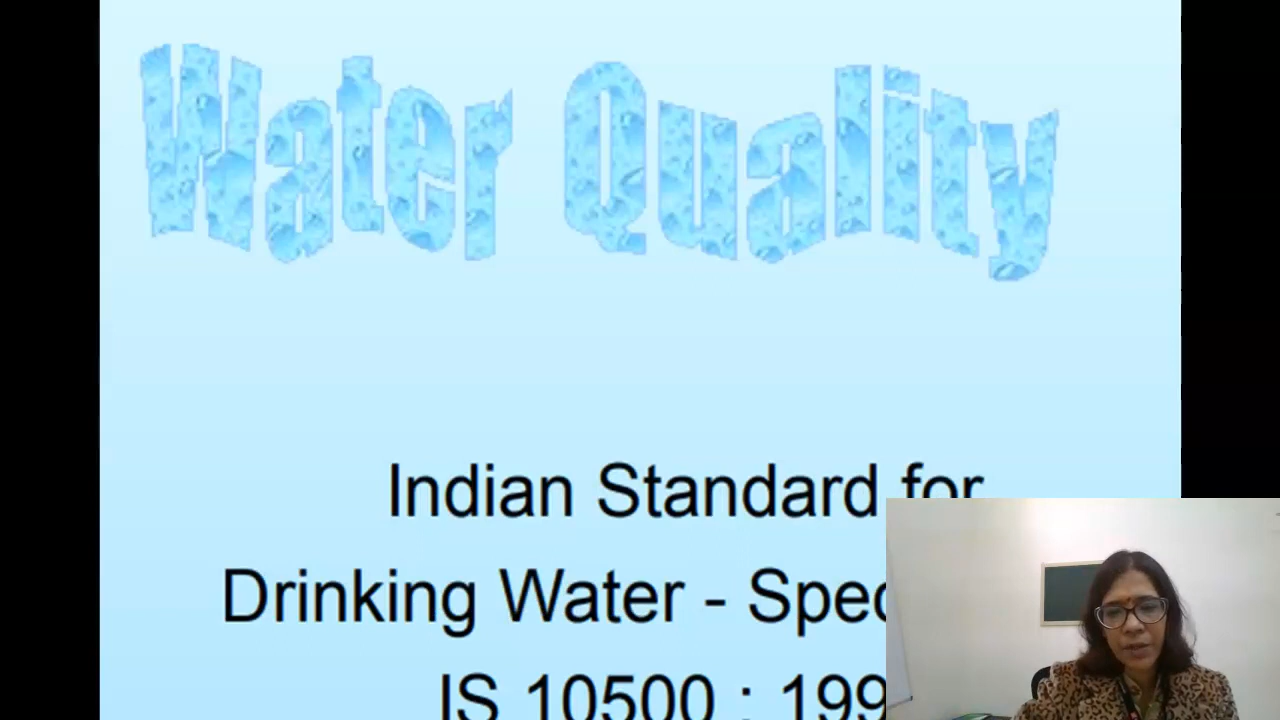 Water Quality
Indian Standard for
Drinking Water - Spec
IS 10500 : 199